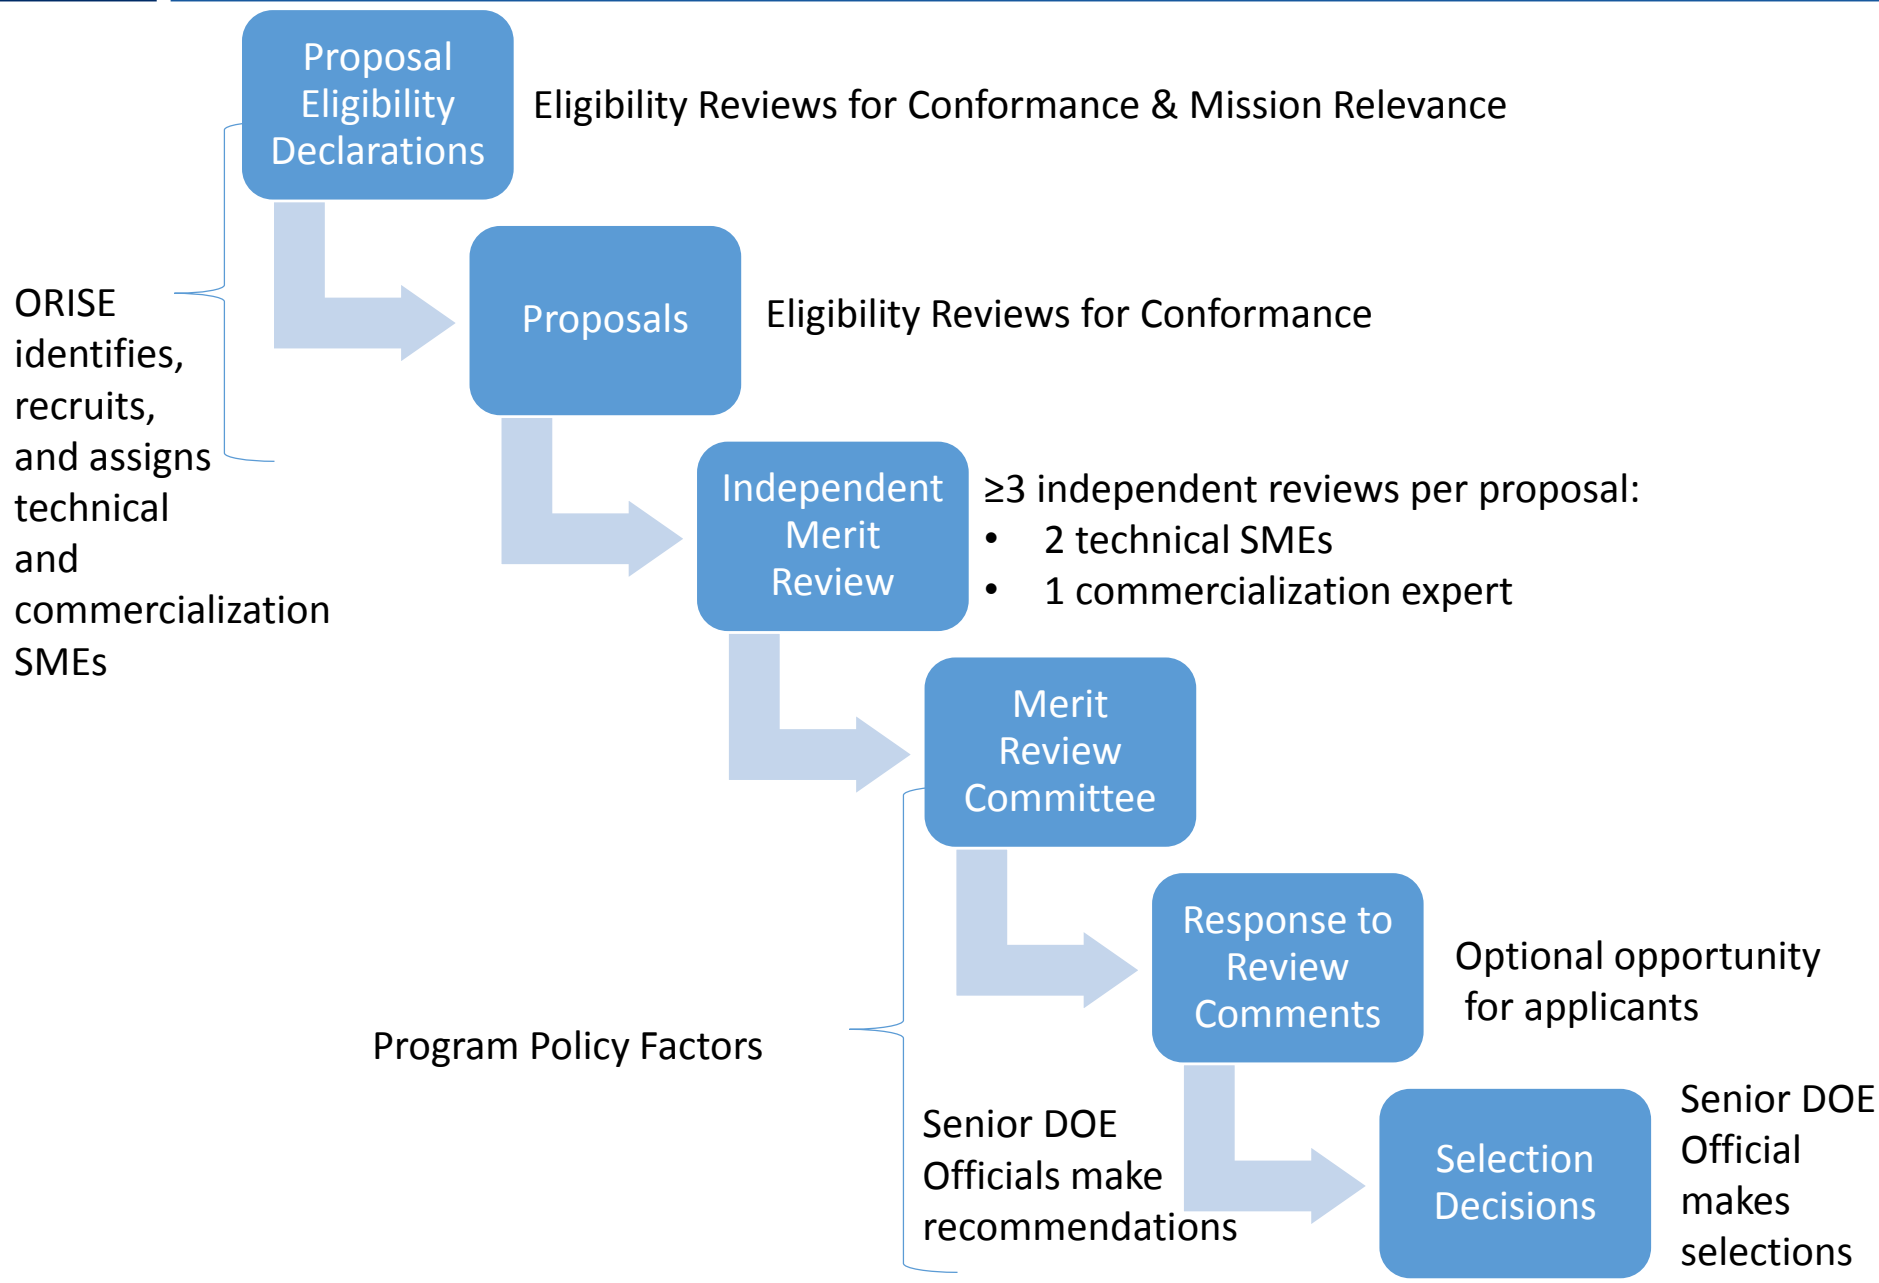 Proposal
Eligibility
Declarations
Eligibility Reviews for Conformance & Mission Relevance
ORISE
identifies,
recruits,
and assigns
technical
and
commercialization
SMEs
Proposals
Eligibility Reviews for Conformance
Independent
Merit
Review
≥3 independent reviews per proposal:
• 2 technical SMEs
• 1 commercialization expert
Merit
Review
Committee
Program Policy Factors
Response to
Review
Comments
Optional opportunity
for applicants
Senior DOE
Officials make
recommendations
Selection
Decisions
Senior DOE
Official
makes
selections